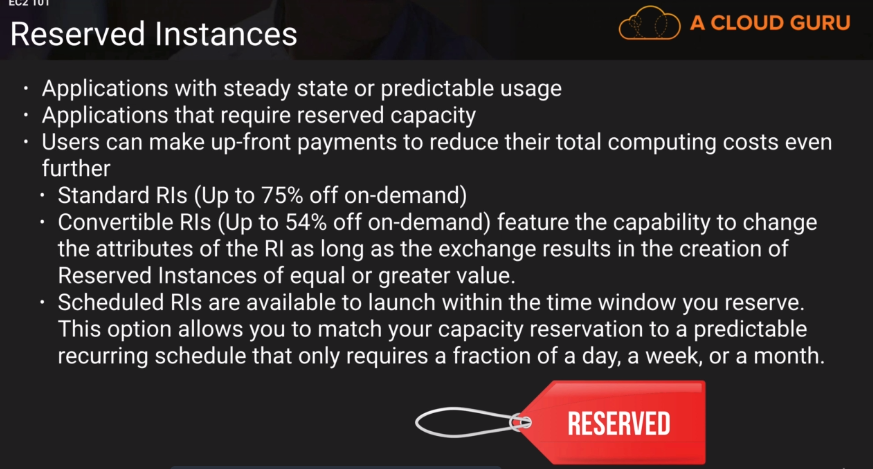 EC2 101
Reserved Instances
A CLOUD GURU
· Applications with steady state or predictable usage
· Applications that require reserved capacity
· Users can make up-front payments to reduce their total computing costs even
further
· Standard RIs (Up to 75% off on-demand)
· Convertible RIs (Up to 54% off on-demand) feature the capability to change
the attributes of the RI as long as the exchange results in the creation of
Reserved Instances of equal or greater value.
· Scheduled RIs are available to launch within the time window you reserve.
This option allows you to match your capacity reservation to a predictable
recurring schedule that only requires a fraction of a day, a week, or a month.
RESERVED